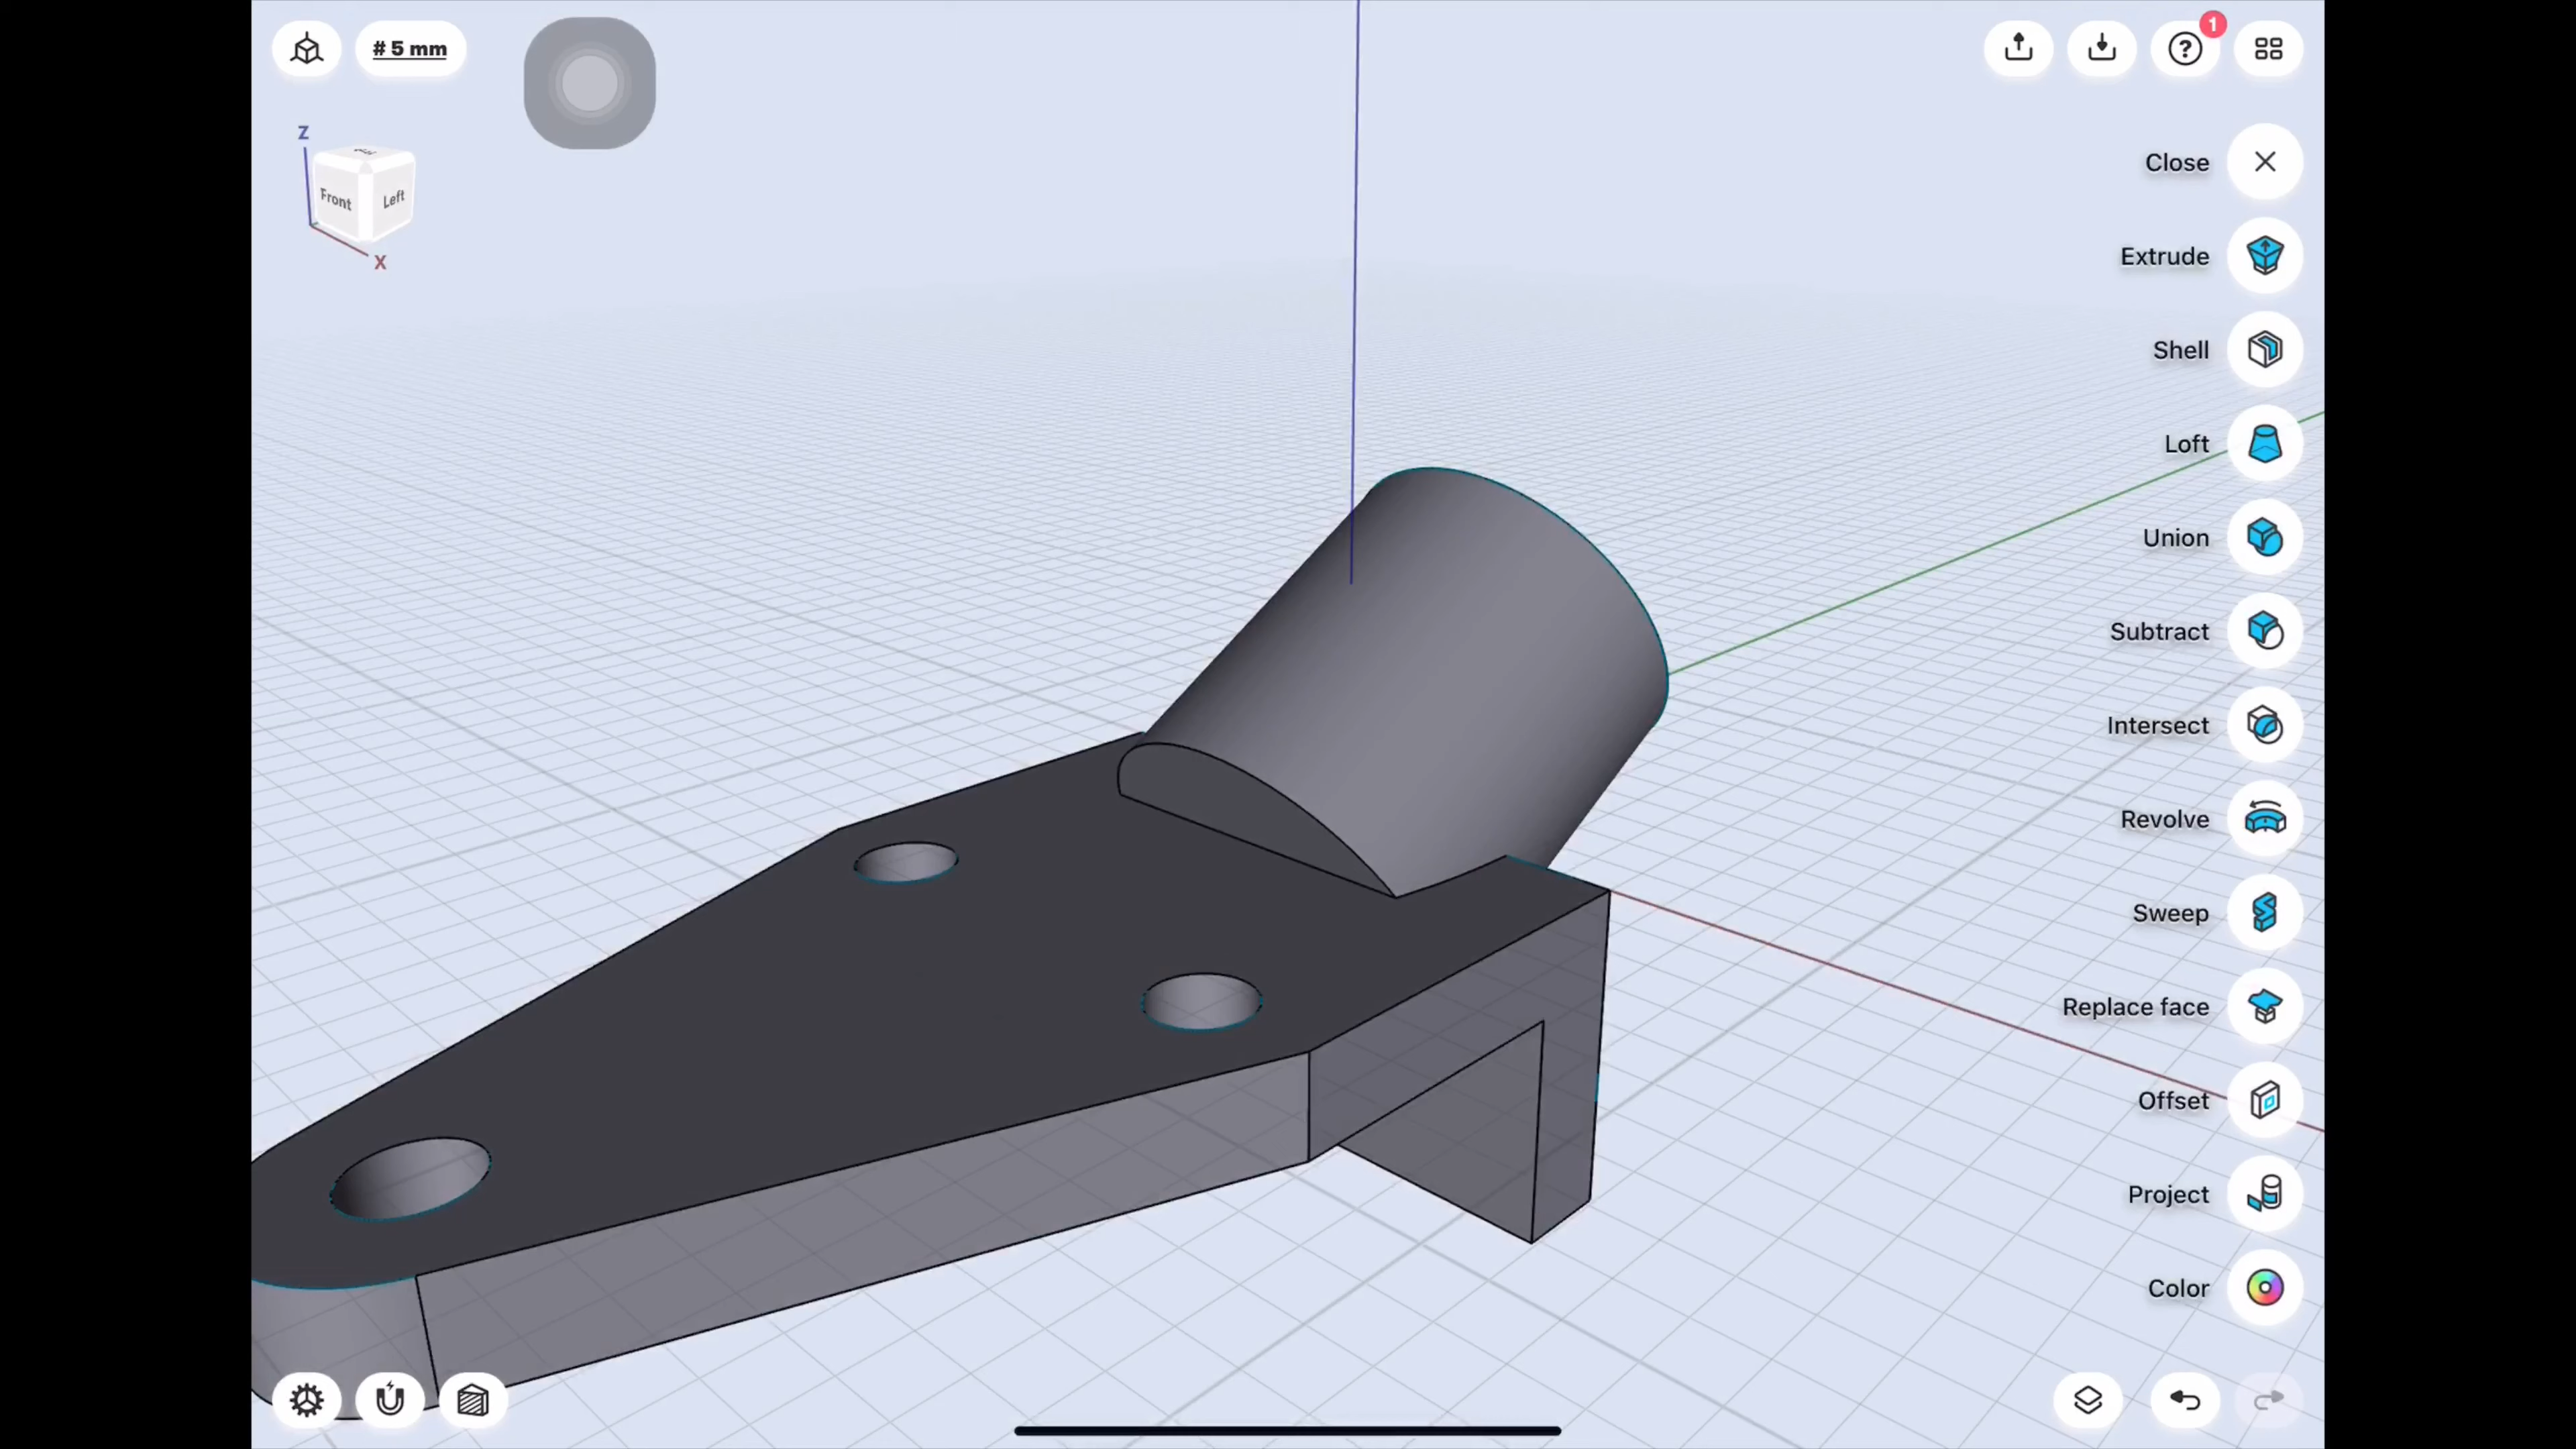 # 5 mm
1
Z
Front
Left
X
Close
Extrude
Shell
Loft
Union
Subtract
Intersect
Revolve
Sweep
Replace face
Offset
Project
Color